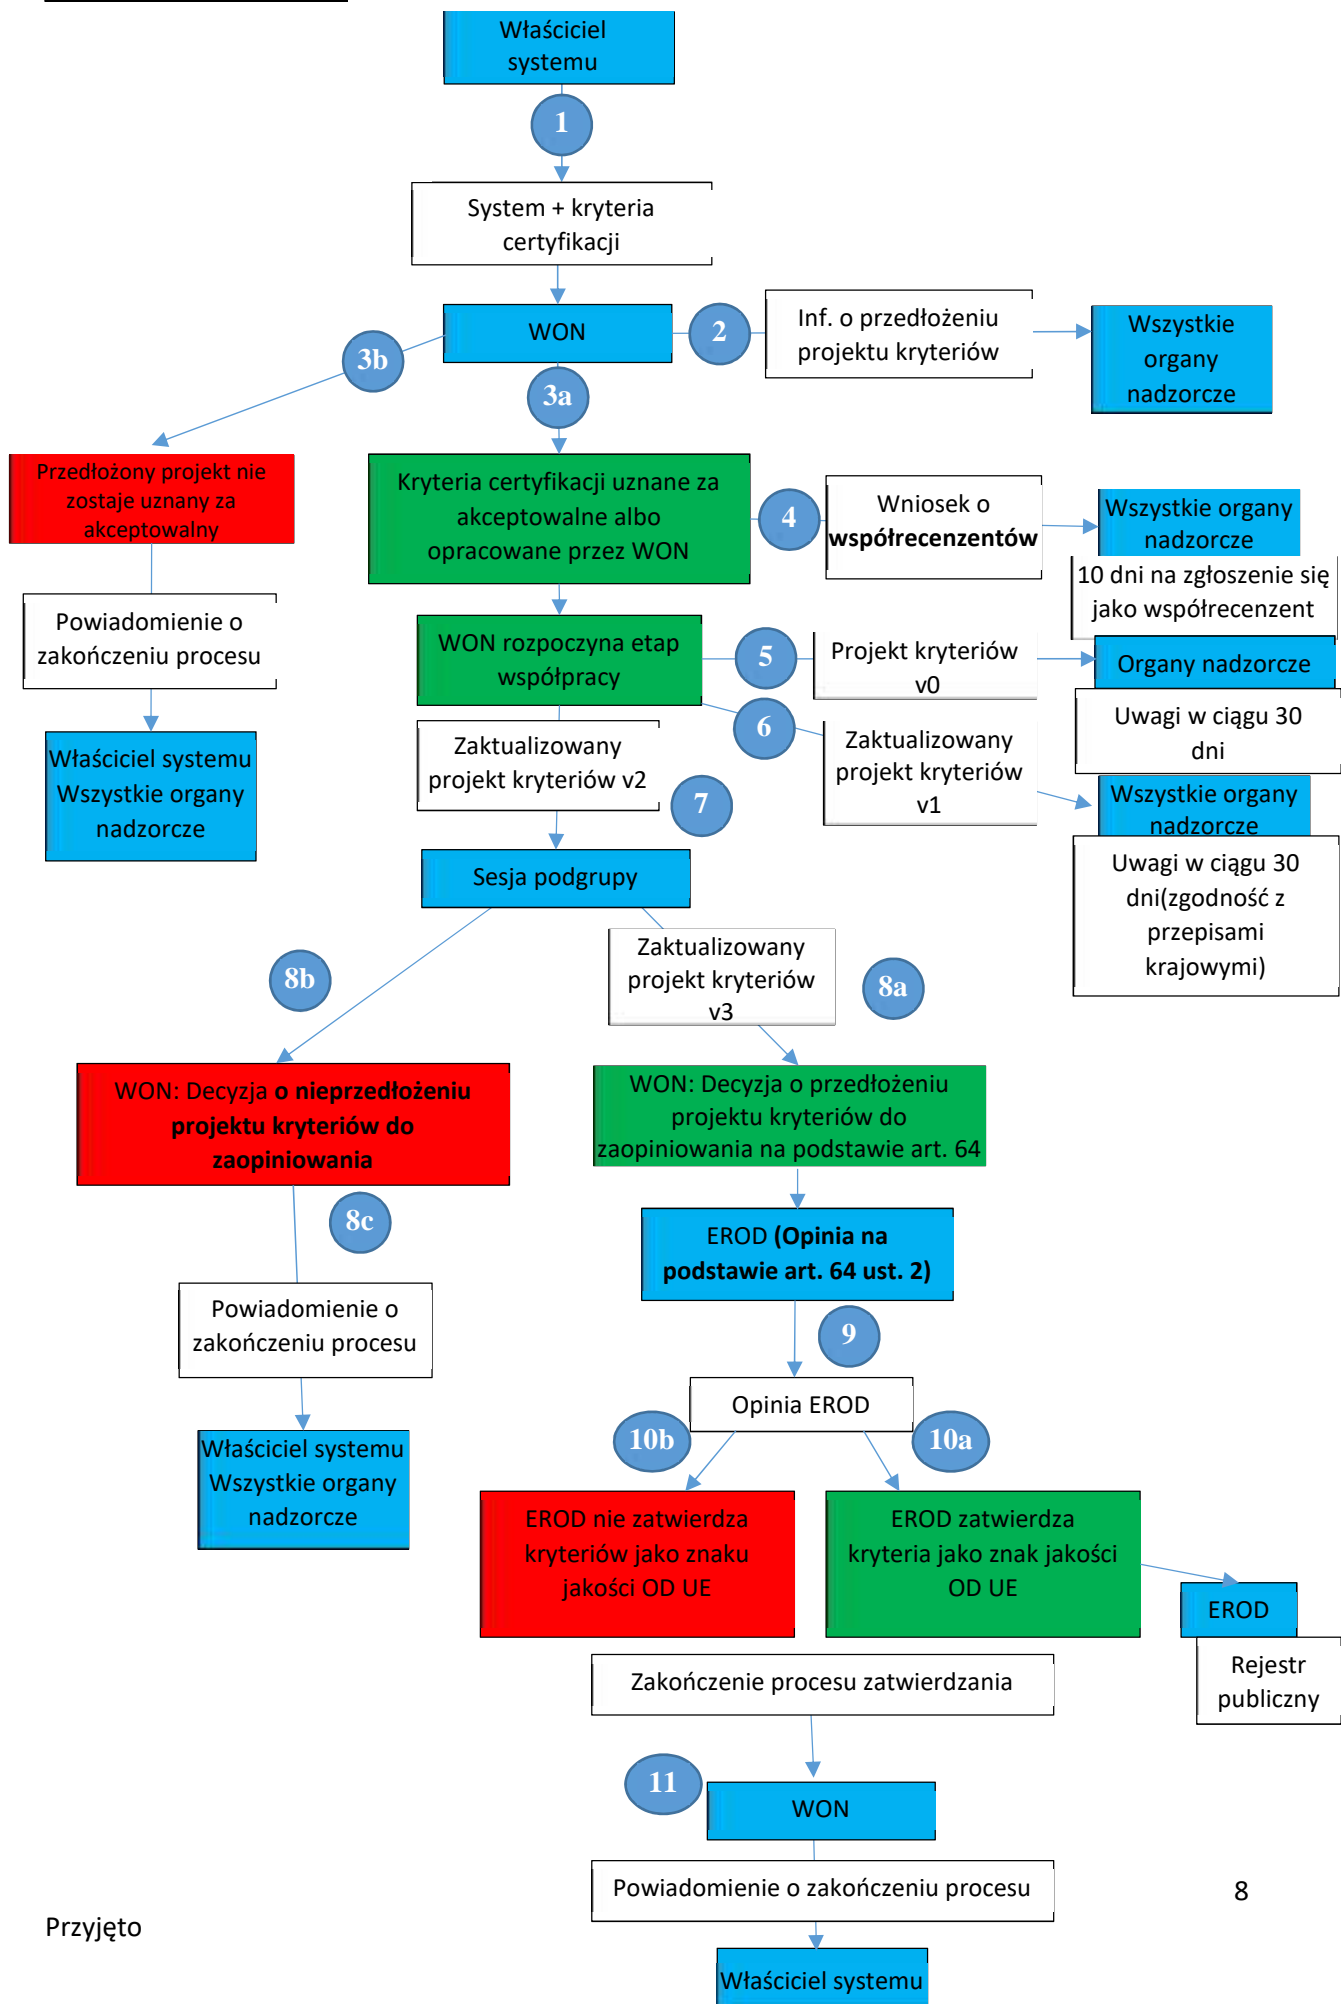 Właściciel
systemu
1
System + kryteria
certyfikacji
WON
2
Inf. o przedłożeniu
projektu kryteriów
Wszystkie
organy
nadzorcze
3b
3a
Przedłożony projekt nie
zostaje uznany za
akceptowalny
Kryteria certyfikacji uznane za
akceptowalne albo
opracowane przez WON
4
Wniosek o
współrecenzentów
Wszystkie organy
nadzorcze
10 dni na zgłoszenie się
jako współrecenzent
Powiadomienie o
zakończeniu procesu
WON rozpoczyna etap
współpracy
5
Projekt kryteriów
v0
Organy nadzorcze
Uwagi w ciągu 30
dni
6
Zaktualizowany
projekt kryteriów
v1
Wszystkie organy
nadzorcze
Uwagi w ciągu 30
dni(zgodność z
przepisami
krajowymi)
Właściciel systemu
Wszystkie organy
nadzorcze
Zaktualizowany
projekt kryteriów v2
7
Sesja podgrupy
8b
Zaktualizowany
projekt kryteriów
v3
8a
WON: Decyzja o nieprzedłożeniu
projektu kryteriów do
zaopiniowania
WON: Decyzja o przedłożeniu
projektu kryteriów do
zaopiniowania na podstawie art. 64
8c
EROD (Opinia na
podstawie art. 64 ust. 2)
Powiadomienie o
zakończeniu procesu
9
Opinia EROD
Właściciel systemu
Wszystkie organy
nadzorcze
10b
10a
EROD nie zatwierdza
kryteriów jako znaku
jakości OD UE
EROD zatwierdza
kryteria jako znak jakości
OD UE
EROD
Rejestr
publiczny
Zakończenie procesu zatwierdzania
11
WON
Powiadomienie o zakończeniu procesu
8
Przyjęto
Właściciel systemu